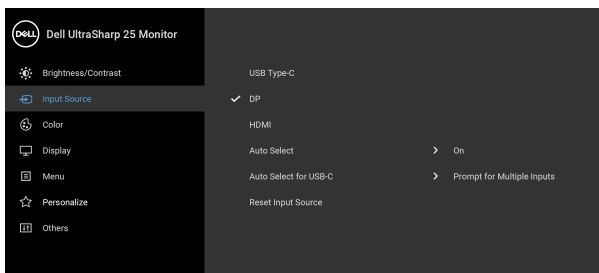 DELL Dell UltraSharp 25 Monitor
Brightness/Contrast
USB Type-C
Input Source
DP
Color
HDMI
Display
Auto Select
On
Menu
Auto Select for USB-C
Prompt for Multiple Inputs
Personalize
Reset Input Source
Others